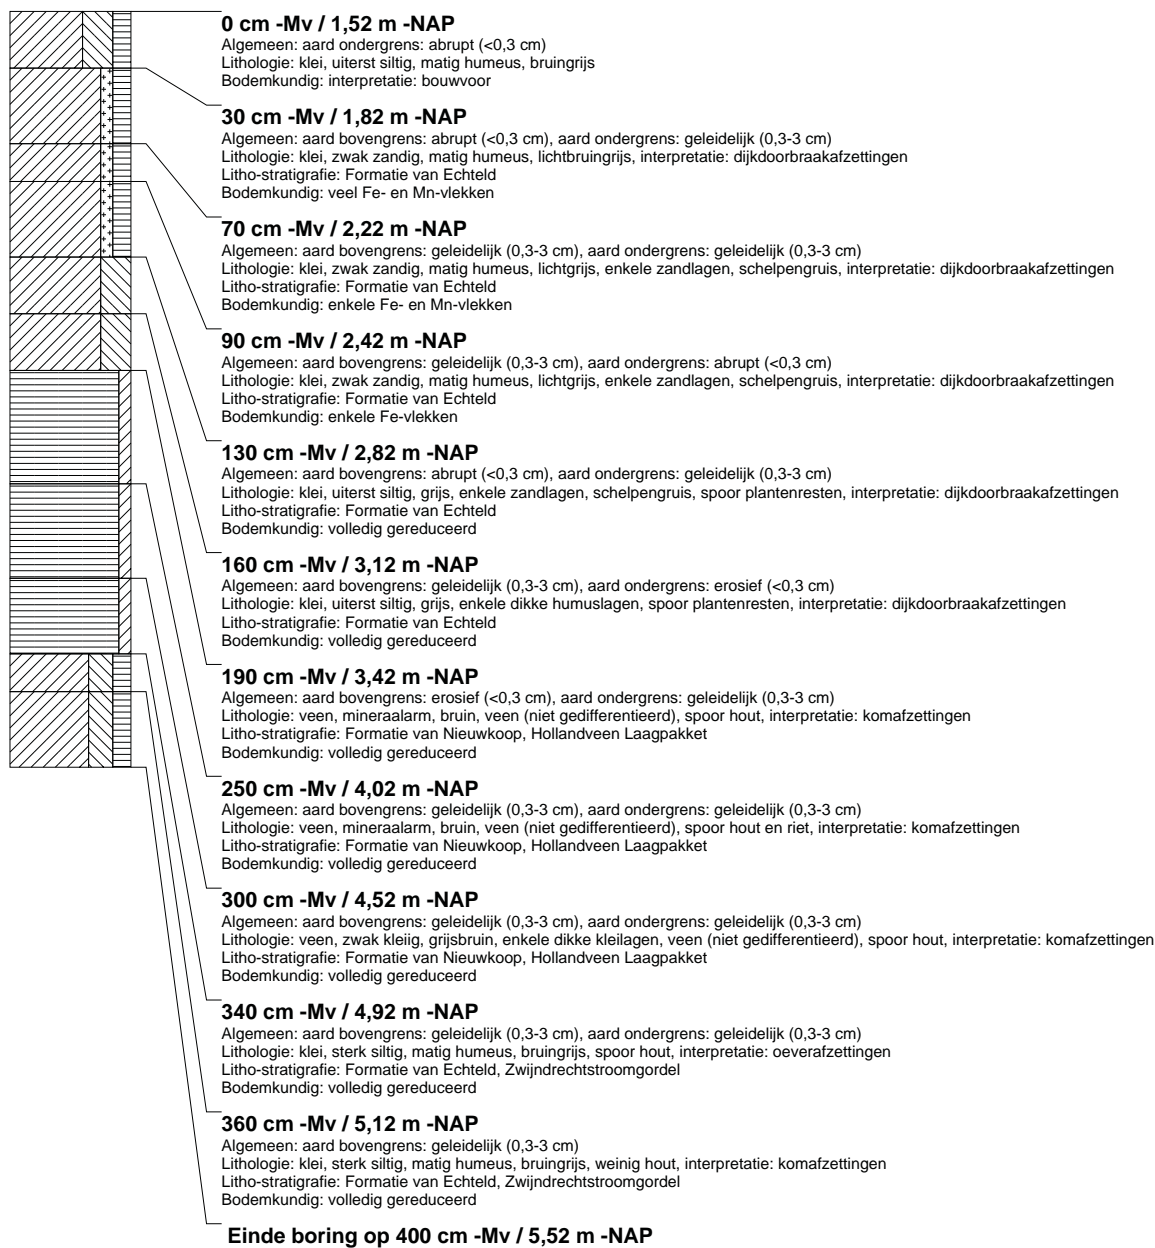 0 cm -Mv / 1,52 m -NAP
Algemeen: aard ondergrens: abrupt (<0,3 cm)
Lithologie: klei, uiterst siltig, matig humeus, bruingrijs
Bodemkundig: interpretatie: bouwvoor
30 cm -Mv / 1,82 m -NAP
Algemeen: aard bovengrens: abrupt (<0,3 cm), aard ondergrens: geleidelijk (0,3-3 cm)
Lithologie: klei, zwak zandig, matig humeus, lichtbruingrijs, interpretatie: dijkdoorbraakafzettingen
Litho-stratigrafie: Formatie van Echteld
Bodemkundig: veel Fe- en Mn-vlekken
70 cm -Mv / 2,22 m -NAP
Algemeen: aard bovengrens: geleidelijk (0,3-3 cm), aard ondergrens: geleidelijk (0,3-3 cm)
Lithologie: klei, zwak zandig, matig humeus, lichtgrijs, enkele zandlagen, schelpengruis, interpretatie: dijkdoorbraakafzettingen
Litho-stratigrafie: Formatie van Echteld
Bodemkundig: enkele Fe- en Mn-vlekken
90 cm -Mv / 2,42 m -NAP
Algemeen: aard bovengrens: geleidelijk (0,3-3 cm), aard ondergrens: abrupt (<0,3 cm)
Lithologie: klei, zwak zandig, matig humeus, lichtgrijs, enkele zandlagen, schelpengruis, interpretatie: dijkdoorbraakafzettingen
Litho-stratigrafie: Formatie van Echteld
Bodemkundig: enkele Fe-vlekken
130 cm -Mv / 2,82 m -NAP
Algemeen: aard bovengrens: abrupt (<0,3 cm), aard ondergrens: geleidelijk (0,3-3 cm)
Lithologie: klei, uiterst siltig, grijs, enkele zandlagen, schelpengruis, spoor plantenresten, interpretatie: dijkdoorbraakafzettingen
Litho-stratigrafie: Formatie van Echteld
Bodemkundig: volledig gereduceerd
160 cm -Mv / 3,12 m -NAP
Algemeen: aard bovengrens: geleidelijk (0,3-3 cm), aard ondergrens: erosief (<0,3 cm)
Lithologie: klei, uiterst siltig, grijs, enkele dikke humuslagen, spoor plantenresten, interpretatie: dijkdoorbraakafzettingen
Litho-stratigrafie: Formatie van Echteld
Bodemkundig: volledig gereduceerd
190 cm -Mv / 3,42 m -NAP
Algemeen: aard bovengrens: erosief (<0,3 cm), aard ondergrens: geleidelijk (0,3-3 cm)
Lithologie: veen, mineraalarm, bruin, veen (niet gedifferentieerd), spoor hout, interpretatie: komafzettingen
Litho-stratigrafie: Formatie van Nieuwkoop, Hollandveen Laagpakket
Bodemkundig: volledig gereduceerd
250 cm -Mv / 4,02 m -NAP
Algemeen: aard bovengrens: geleidelijk (0,3-3 cm), aard ondergrens: geleidelijk (0,3-3 cm)
Lithologie: veen, mineraalarm, bruin, veen (niet gedifferentieerd), spoor hout en riet, interpretatie: komafzettingen
Litho-stratigrafie: Formatie van Nieuwkoop, Hollandveen Laagpakket
Bodemkundig: volledig gereduceerd
300 cm -Mv / 4,52 m -NAP
Algemeen: aard bovengrens: geleidelijk (0,3-3 cm), aard ondergrens: geleidelijk (0,3-3 cm)
Lithologie: veen, zwak kleiig, grijsbruin, enkele dikke kleilagen, veen (niet gedifferentieerd), spoor hout, interpretatie: komafzettingen
Litho-stratigrafie: Formatie van Nieuwkoop, Hollandveen Laagpakket
Bodemkundig: volledig gereduceerd
340 cm -Mv / 4,92 m -NAP
Algemeen: aard bovengrens: geleidelijk (0,3-3 cm), aard ondergrens: geleidelijk (0,3-3 cm)
Lithologie: klei, sterk siltig, matig humeus, bruingrijs, spoor hout, interpretatie: oeverafzettingen
Litho-stratigrafie: Formatie van Echteld, Zwijndrechtstroomgordel
Bodemkundig: volledig gereduceerd
360 cm -Mv / 5,12 m -NAP
Algemeen: aard bovengrens: geleidelijk (0,3-3 cm)
Lithologie: klei, sterk siltig, matig humeus, bruingrijs, weinig hout, interpretatie: komafzettingen
Litho-stratigrafie: Formatie van Echteld, Zwijndrechtstroomgordel
Bodemkundig: volledig gereduceerd
Einde boring op 400 cm -Mv / 5,52 m -NAP